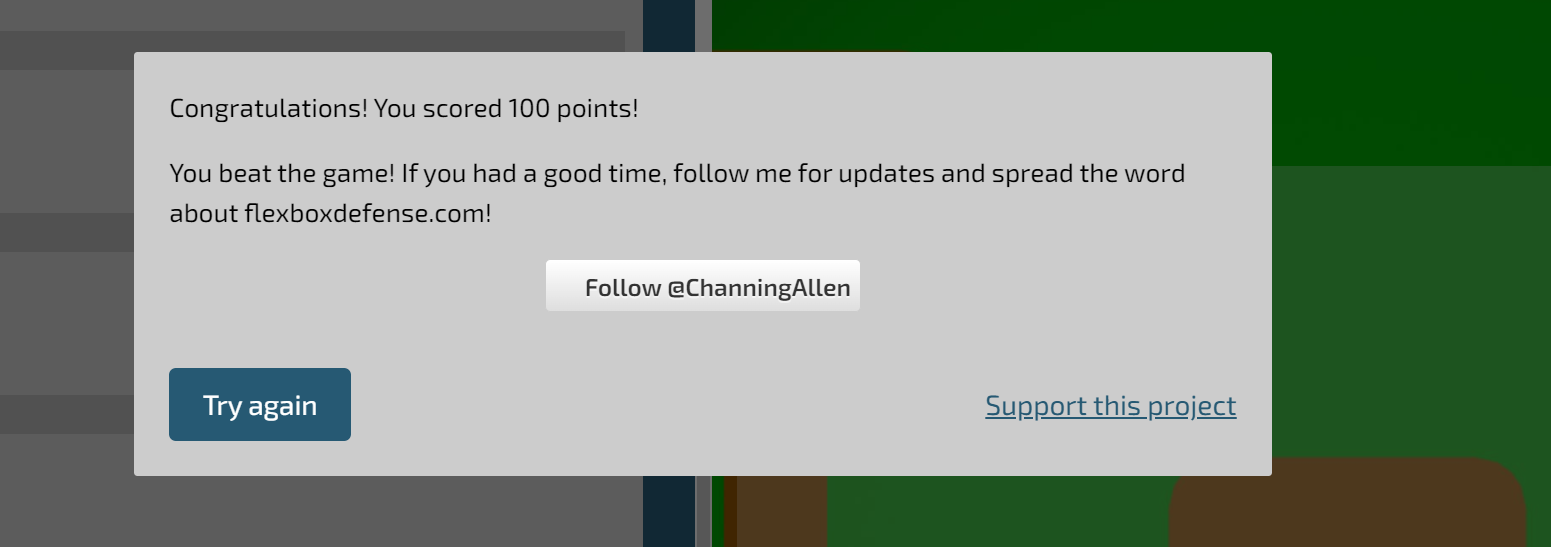 Congratulations! You scored 100 points!
You beat the game! If you had a good time, follow me for updates and spread the word
about flexboxdefense.com!
Follow @ChanningAllen
Try again
Support this project